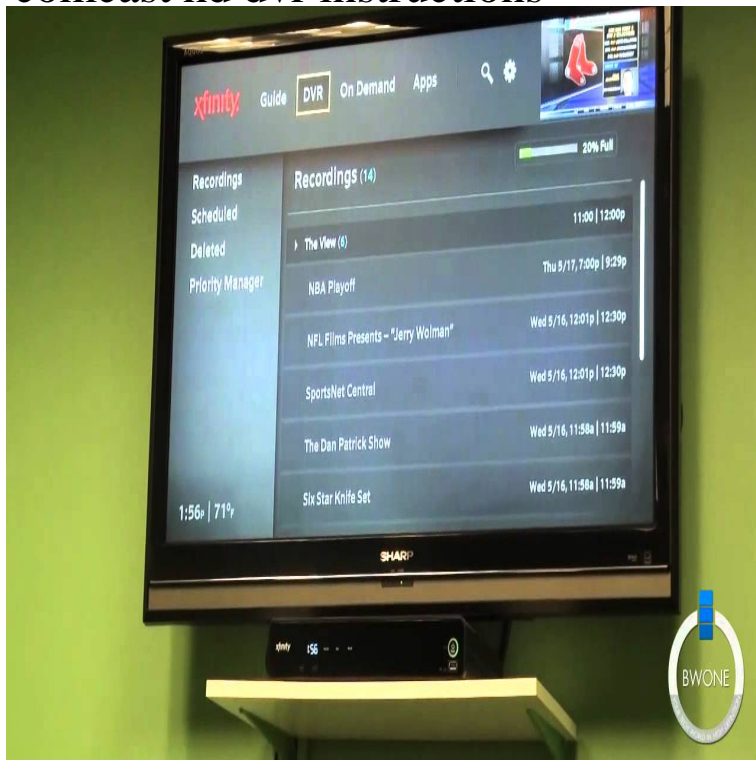 comcast hd dvr instructions
xfinity Guide DVR On Demand Apps
20% Full
Recordings
Scheduled
Deleted
Priority Manager
Recordings (14)
The View (6) 11:00 | 12:00p
NBA Playoff Thu 5/17, 7:00p | 9:29p
NFL Films Presents – "Jerry Wolman" Wed 5/16, 12:01p | 12:30p
SportsNet Central Wed 5/16, 12:01p | 12:30p
The Dan Patrick Show Wed 5/16, 11:58a | 11:59a
Six Star Knife Set Wed 5/16, 11:58a | 11:59a
1:56P | 71°F
SHARP
xfinity 1:56
BWONE